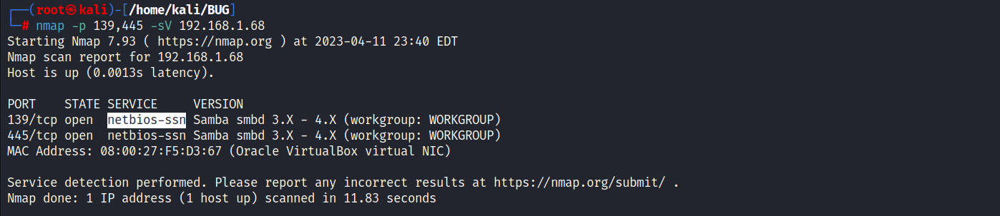 ┌──(root㉿kali)-[/home/kali/BUG]
└─# nmap -p 139,445 -sV 192.168.1.68
Starting Nmap 7.93 ( https://nmap.org ) at 2023-04-11 23:40 EDT
Nmap scan report for 192.168.1.68
Host is up (0.0013s latency).
PORT    STATE SERVICE     VERSION
139/tcp open  netbios-ssn Samba smbd 3.X - 4.X (workgroup: WORKGROUP)
445/tcp open  netbios-ssn Samba smbd 3.X - 4.X (workgroup: WORKGROUP)
MAC Address: 08:00:27:F5:D3:67 (Oracle VirtualBox virtual NIC)
Service detection performed. Please report any incorrect results at https://nmap.org/submit/ .
Nmap done: 1 IP address (1 host up) scanned in 11.83 seconds